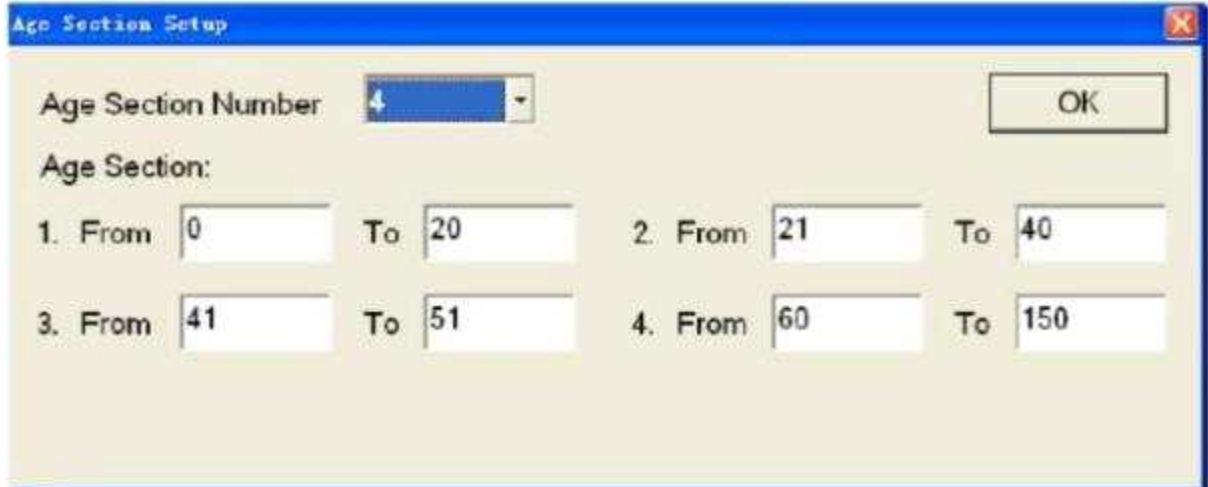 Age Section Setup
Age Section Number 4 OK
Age Section:
1. From 0 To 20 2. From 21 To 40
3. From 41 To 51 4. From 60 To 150